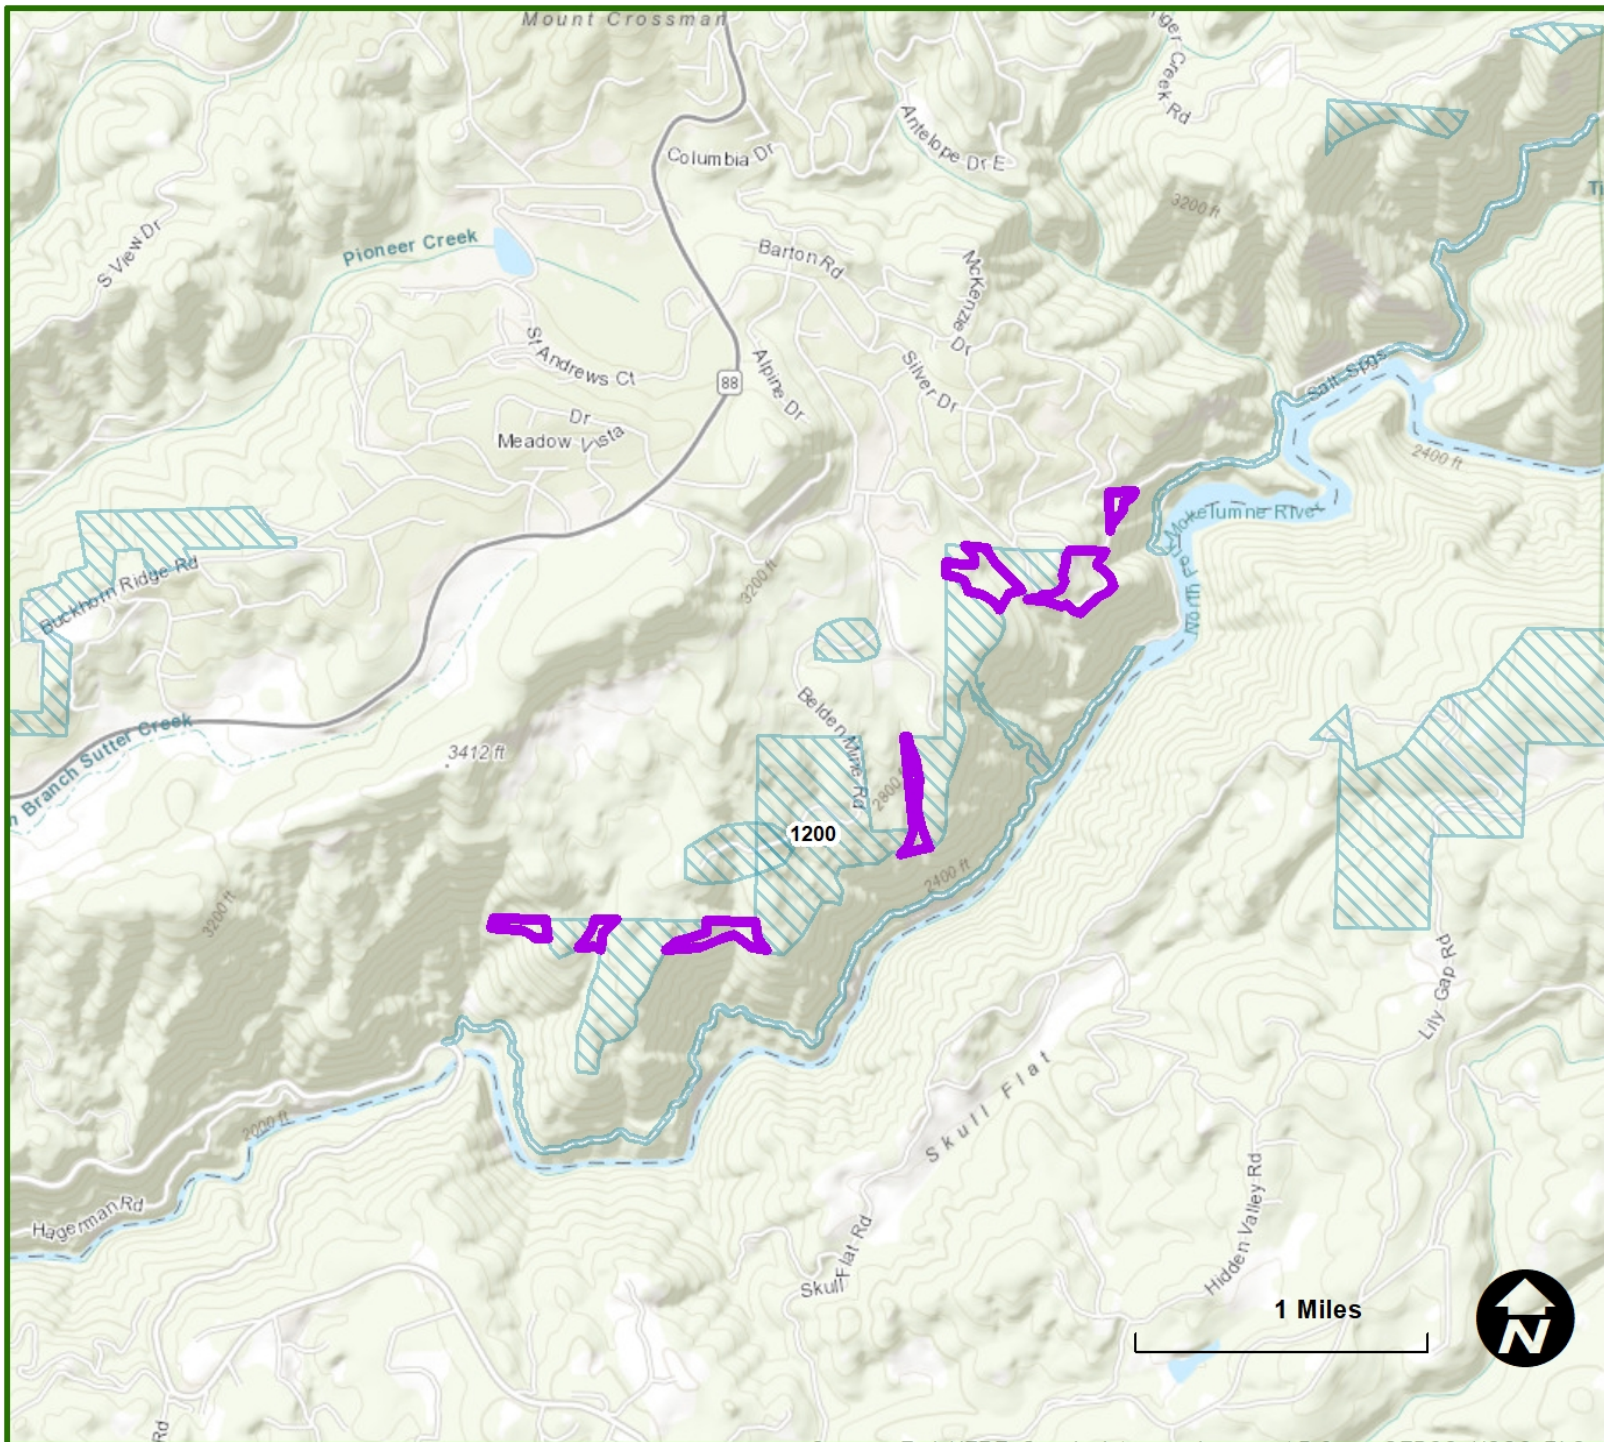 Mount Crossman
Creek Rd
Columbia Dr
Antelope Dr E
3200 ft
S View Dr
Pioneer Creek
Barton Rd
McKenzie Dr
St Andrews Ct
Alpine Dr
Silver Dr
88
Salt Spgs
Dr
Meadow Vista
2400 ft
North Fork Mokelumne River
3200 ft
Buckhorn Ridge Rd
Belden Mine Rd
Branch Sutter Creek
3412 ft
2800
1200
2400 ft
3200 ft
Lily Gap Rd
Skull Flat
2000 ft
Hagerman Rd
Hidden Valley Rd
Skull Flat Rd
1 Miles
N
Rd